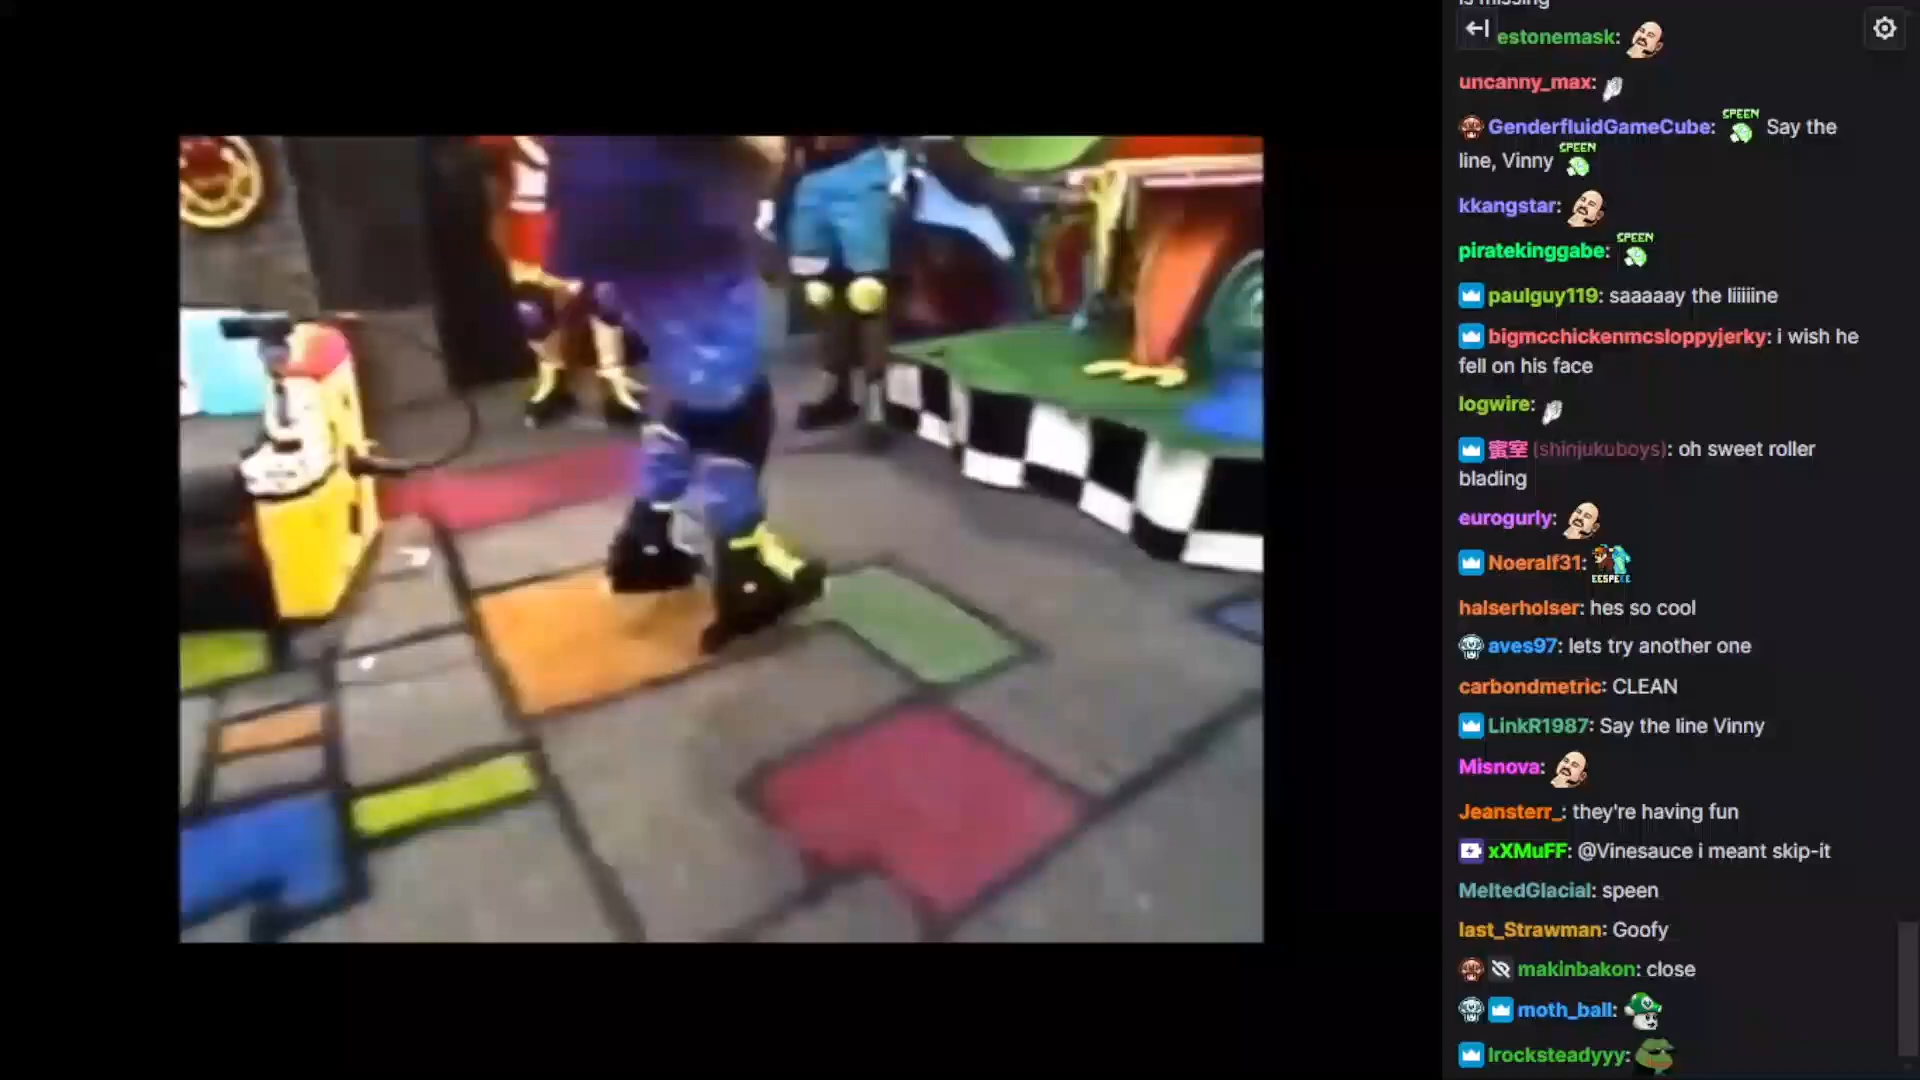 is missing
estonemask:
uncanny_max:
GenderfluidGameCube: SPEEN Say the
line, Vinny SPEEN
kkangstar:
piratekinggabe: SPEEN
paulguy119: saaaaay the liiiiine
bigmcchickenmcsloppyjerky: i wish he
fell on his face
logwire:
蜜室 (shinjukuboys): oh sweet roller
blading
eurogurly:
Noeralf31:
halserholser: hes so cool
aves97: lets try another one
carbondmetric: CLEAN
LinkR1987: Say the line Vinny
Misnova:
Jeansterr_: they're having fun
xXMuFF: @Vinesauce i meant skip-it
MeltedGlacial: speen
last_Strawman: Goofy
makinbakon: close
moth_ball:
lrocksteadyyy: